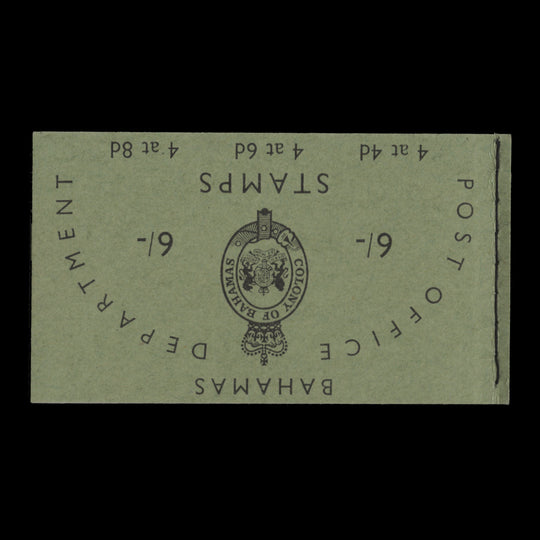 BAHAMAS
POST OFFICE DEPARTMENT
COLONY OF BAHAMAS
6/- 6/-
STAMPS
4 at 4d 4 at 6d 4 at 8d